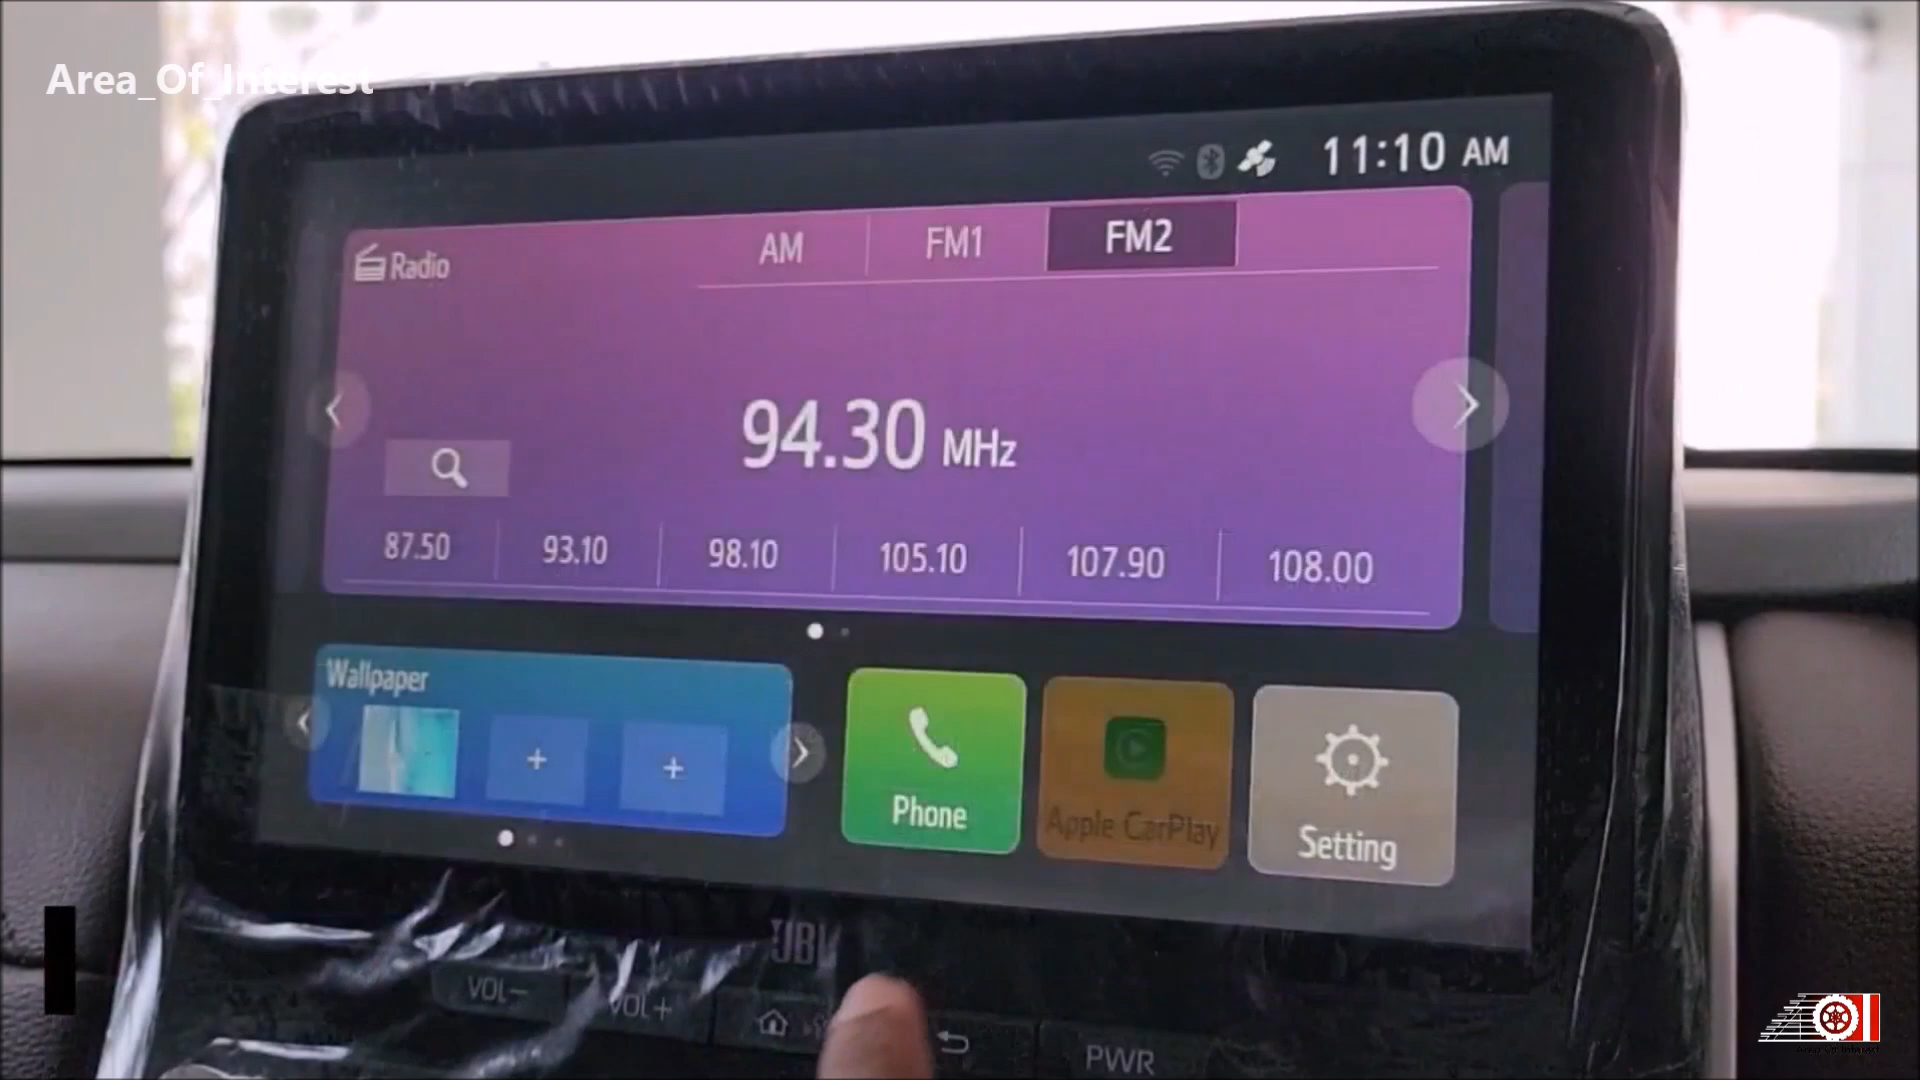 Area_Of_Interest
11:10 AM
Radio
AM
FM1
FM2
94.30 MHz
87.50
93.10
98.10
105.10
107.90
108.00
Wallpaper
+
+
Phone
Apple CarPlay
Setting
JBL
VOL−
VOL+
PWR